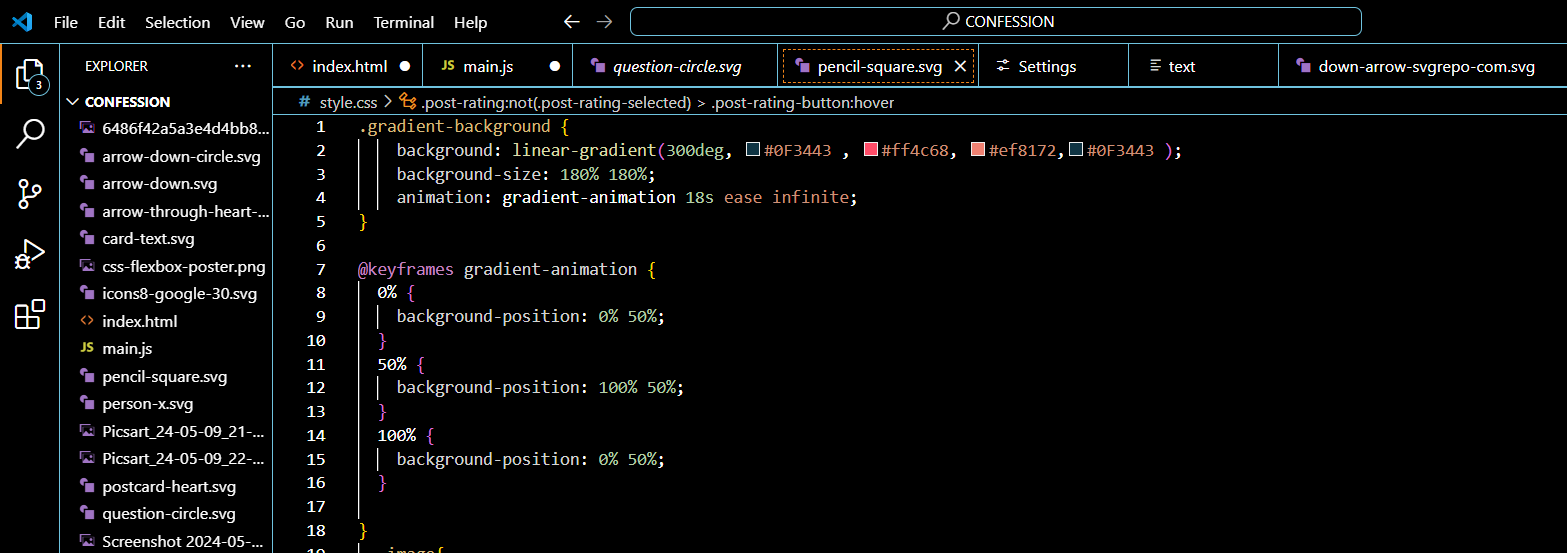 File Edit Selection View Go Run Terminal Help
CONFESSION
3
EXPLORER ···
CONFESSION
6486f42a5a3e4d4bb8...
arrow-down-circle.svg
arrow-down.svg
arrow-through-heart-...
card-text.svg
css-flexbox-poster.png
icons8-google-30.svg
<> index.html
JS main.js
pencil-square.svg
person-x.svg
Picsart_24-05-09_21-...
Picsart_24-05-09_22-...
postcard-heart.svg
question-circle.svg
Screenshot 2024-05-...
<> index.html
JS main.js
question-circle.svg
pencil-square.svg
Settings
text
down-arrow-svgrepo-com.svg
# style.css > .post-rating:not(.post-rating-selected) > .post-rating-button:hover
1 .gradient-background {
2 background: linear-gradient(300deg, #0F3443 , #ff4c68, #ef8172,#0F3443 );
3 background-size: 180% 180%;
4 animation: gradient-animation 18s ease infinite;
5 }
6
7 @keyframes gradient-animation {
8 0% {
9 background-position: 0% 50%;
10 }
11 50% {
12 background-position: 100% 50%;
13 }
14 100% {
15 background-position: 0% 50%;
16 }
17
18 }